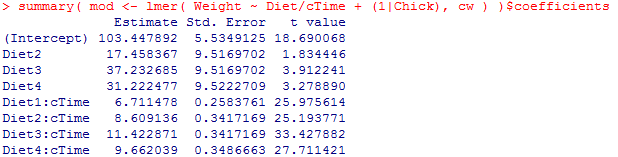 > summary( mod <- lmer( Weight ~ Diet/cTime + (1|Chick), cw ) )$coefficients
Estimate Std. Error t value
(Intercept) 103.447892 5.5349125 18.690068
Diet2 17.458367 9.5169702 1.834446
Diet3 37.232685 9.5169702 3.912241
Diet4 31.222477 9.5222709 3.278890
Diet1:cTime 6.711478 0.2583761 25.975614
Diet2:cTime 8.609136 0.3417169 25.193771
Diet3:cTime 11.422871 0.3417169 33.427882
Diet4:cTime 9.662039 0.3486663 27.711421